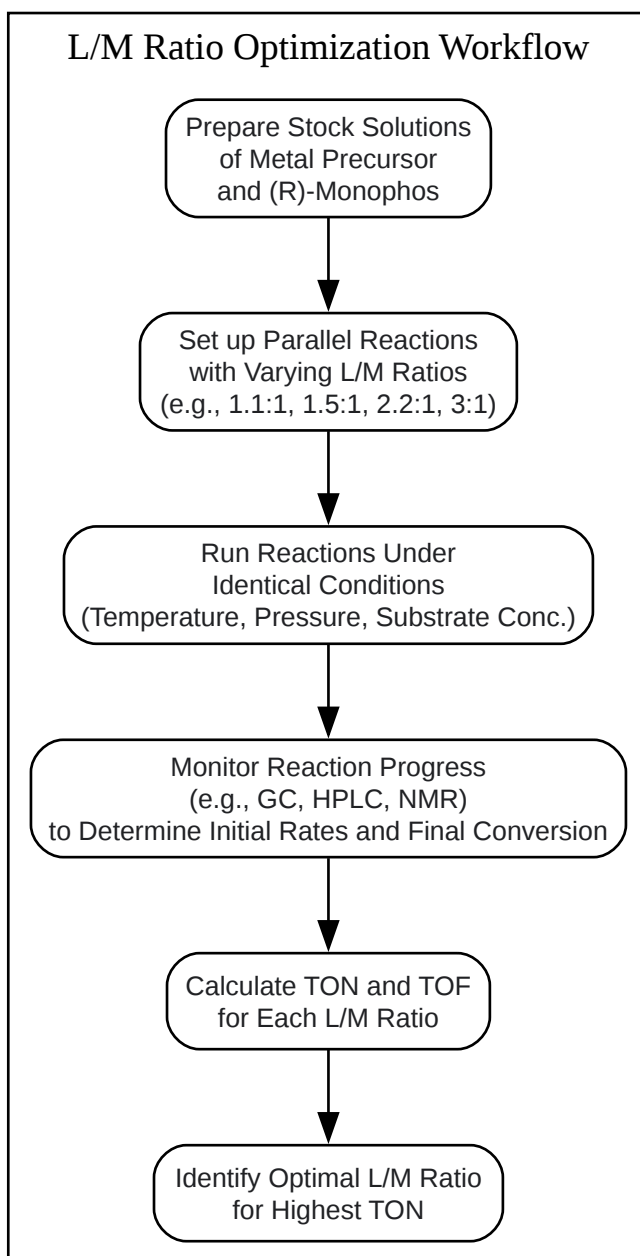 L/M Ratio Optimization Workflow
Prepare Stock Solutions
of Metal Precursor
and (R)-Monophos
Set up Parallel Reactions
with Varying L/M Ratios
(e.g., 1.1:1, 1.5:1, 2.2:1, 3:1)
Run Reactions Under
Identical Conditions
(Temperature, Pressure, Substrate Conc.)
Monitor Reaction Progress
(e.g., GC, HPLC, NMR)
to Determine Initial Rates and Final Conversion
Calculate TON and TOF
for Each L/M Ratio
Identify Optimal L/M Ratio
for Highest TON